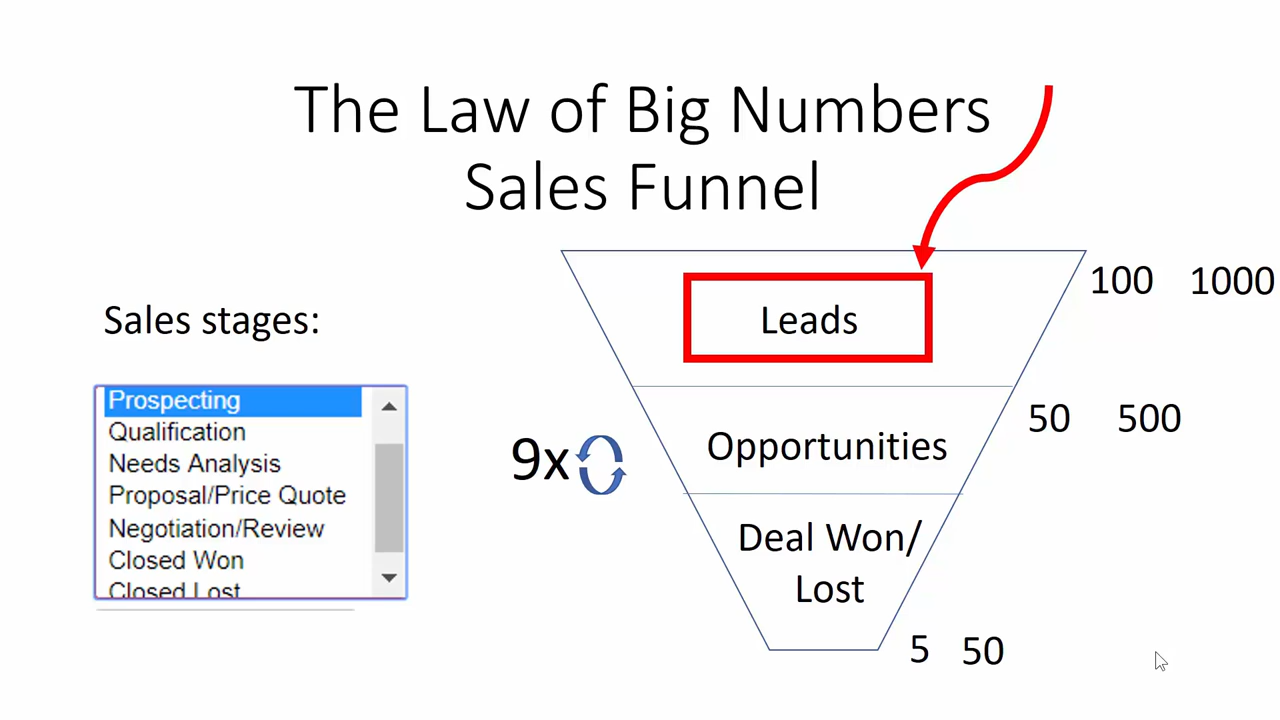 The Law of Big Numbers
Sales Funnel
Sales stages:
Prospecting
Qualification
Needs Analysis
Proposal/Price Quote
Negotiation/Review
Closed Won
Closed Lost
9x
Leads
100 1000
Opportunities
50 500
Deal Won/
Lost
5 50